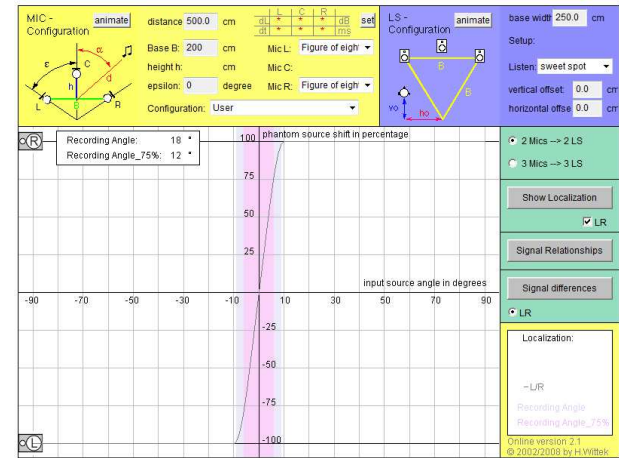 MIC -
Configuration
animate
α
ε
C
d
h
L
B
R
distance 500.0 cm
Base B: 200 cm
height h: cm
epsilon: 0 degree
Configuration: User
L C R
dL * * * dB
dt * * * ms
set
Mic L: Figure of eigh
Mic C:
Mic R: Figure of eigh
LS -
Configuration
animate
B
B
B
vo
ho
base width 250.0 cm
Setup:
Listen: sweet spot
vertical offset: 0.0 cm
horizontal offse 0.0 cm
R
Recording Angle: 18 °
Recording Angle_75%: 12 °
100 phantom source shift in percentage
75
50
25
input source angle in degrees
-90 -70 -50 -30 -10 10 30 50 70 90
-25
-50
-75
-100
L
2 Mics --> 2 LS
3 Mics --> 3 LS
Show Localization
LR
Signal Relationships
Signal differences
LR
Localization:
– L/R
Recording Angle
Recording Angle_75%
Online version 2.1
© 2002/2008 by H.Wittek